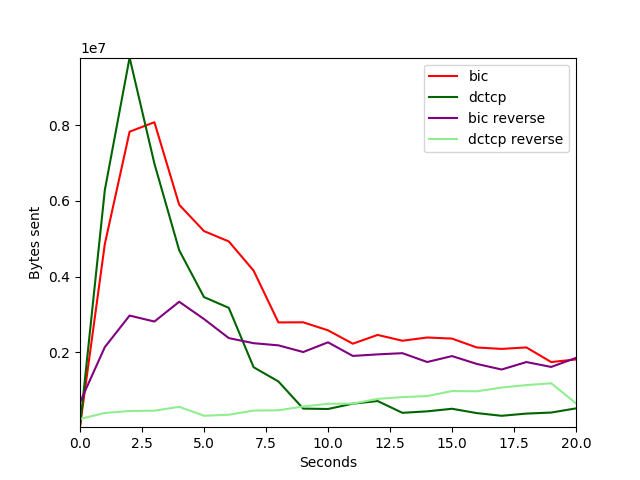 1e7
bic
dctcp
bic reverse
dctcp reverse
0.8
0.6
0.4
0.2
Bytes sent
0.0 2.5 5.0 7.5 10.0 12.5 15.0 17.5 20.0
Seconds